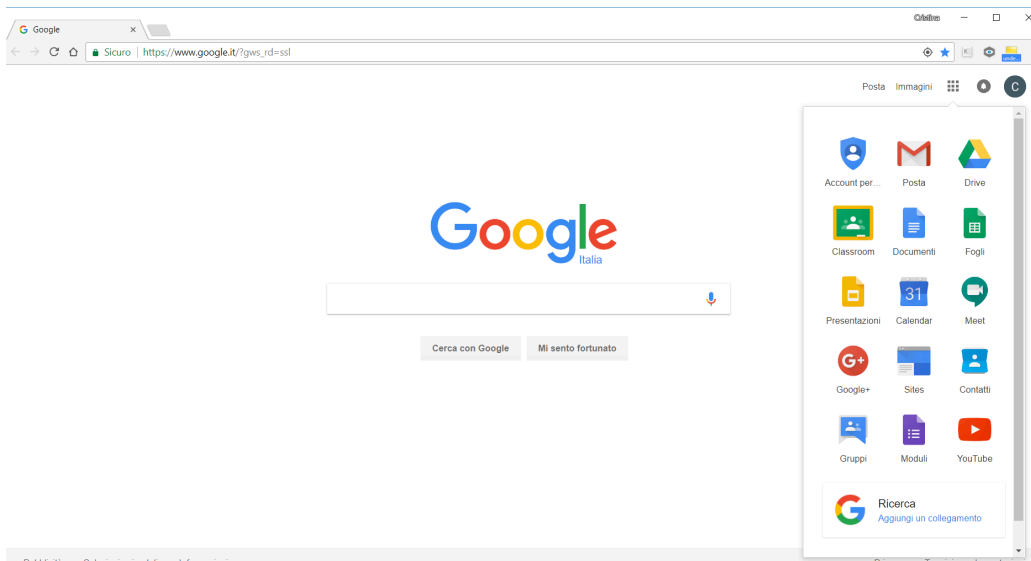 Cristina
Google
Sicuro | https://www.google.it/?gws_rd=ssl
unde...
Posta Immagini
C
Account per... Posta Drive
Classroom Documenti Fogli
31
Presentazioni Calendar Meet
G+
Google+ Sites Contatti
Gruppi Moduli YouTube
G Ricerca
Aggiungi un collegamento
Google
Italia
Cerca con Google Mi sento fortunato